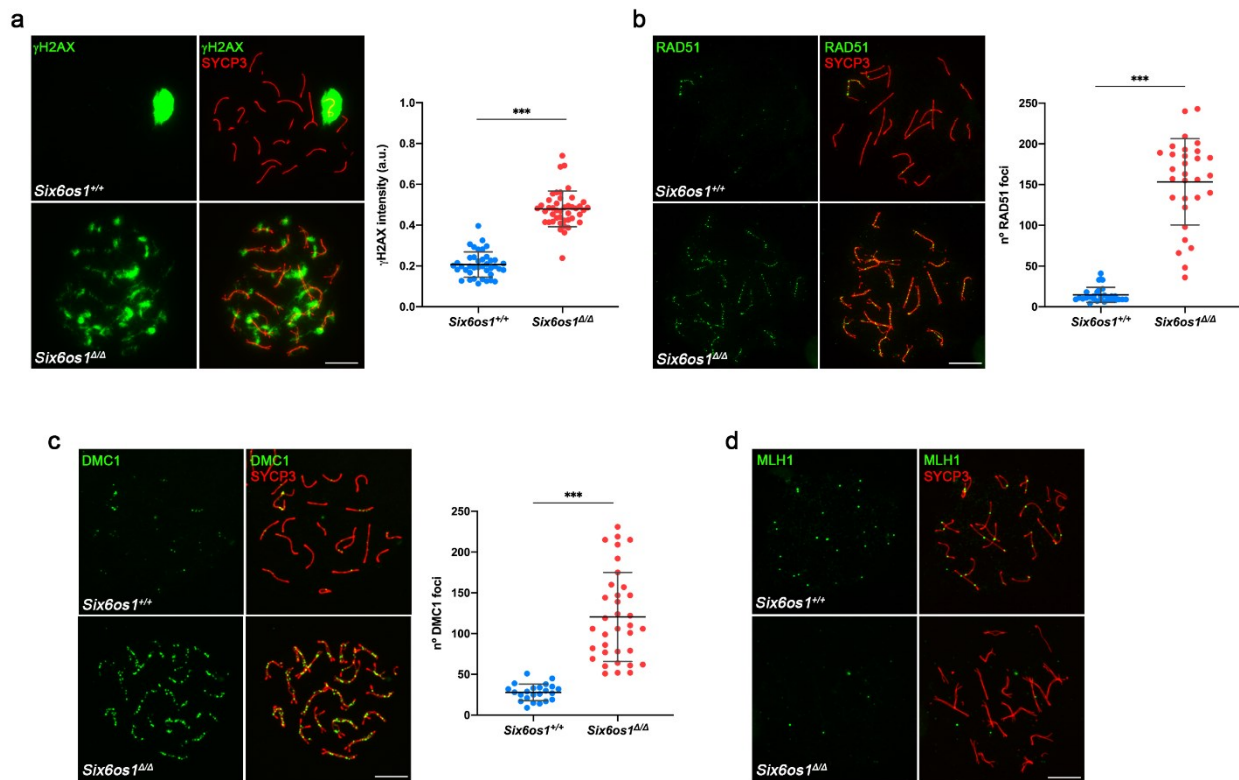 a
γH2AX
γH2AX
SYCP3
Six6os1+/+
Six6os1Δ/Δ
γH2AX intensity (a.u.)
1.0
0.8
0.6
0.4
0.2
0.0
***
Six6os1+/+
Six6os1Δ/Δ
b
RAD51
RAD51
SYCP3
Six6os1+/+
Six6os1Δ/Δ
nº RAD51 foci
250
200
150
100
50
0
***
Six6os1+/+
Six6os1Δ/Δ
c
DMC1
DMC1
SYCP3
Six6os1+/+
Six6os1Δ/Δ
nº DMC1 foci
250
200
150
100
50
0
***
Six6os1+/+
Six6os1Δ/Δ
d
MLH1
MLH1
SYCP3
Six6os1+/+
Six6os1Δ/Δ